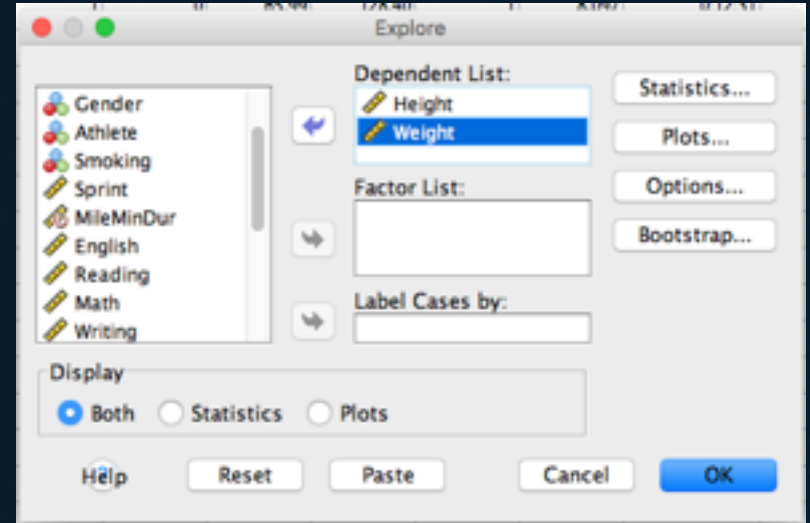 Explore
Gender
Athlete
Smoking
Sprint
MileMinDur
English
Reading
Math
Writing
Dependent List:
Height
Weight
Factor List:
Label Cases by:
Statistics...
Plots...
Options...
Bootstrap...
Display
Both Statistics Plots
Help Reset Paste Cancel OK